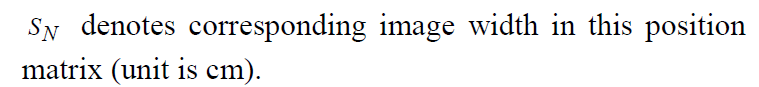 S_N denotes corresponding image width in this position
matrix (unit is cm).